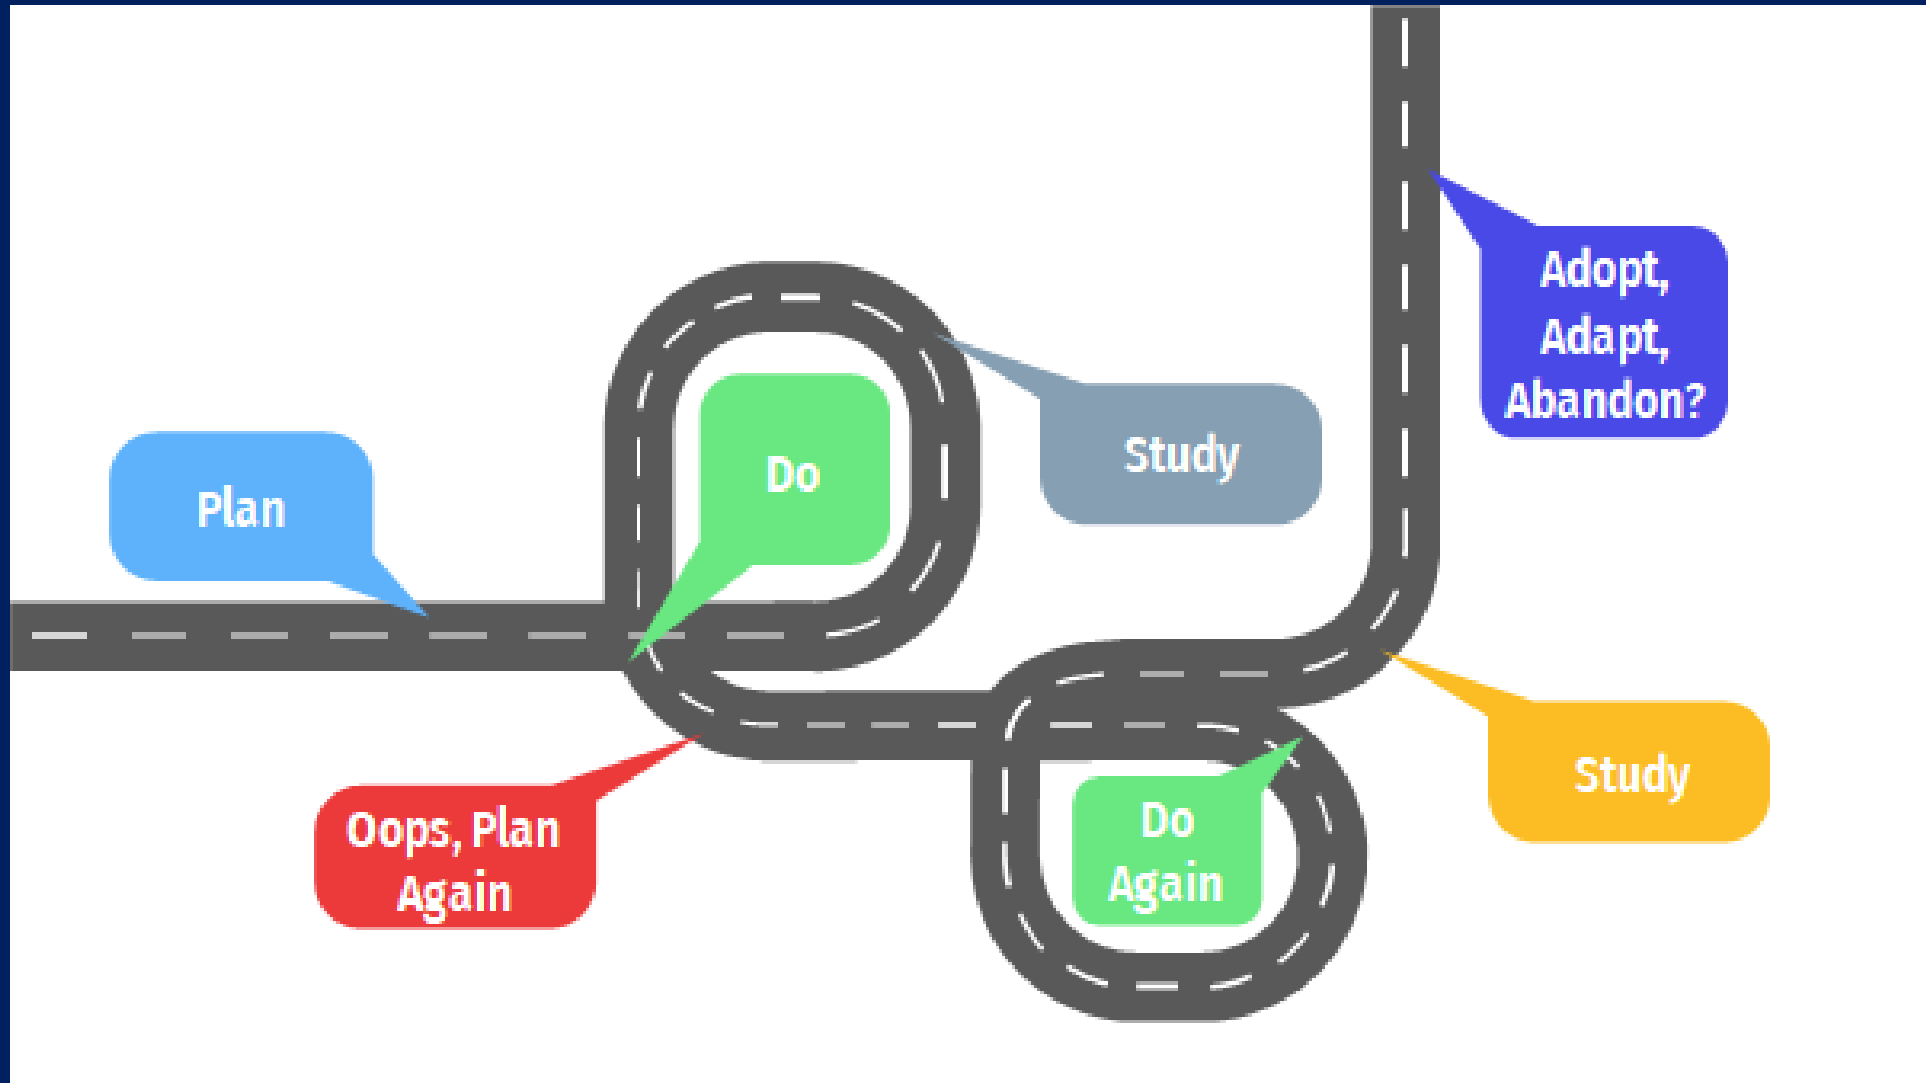 Plan
Do
Study
Oops, Plan
Again
Do
Again
Study
Adopt,
Adapt,
Abandon?